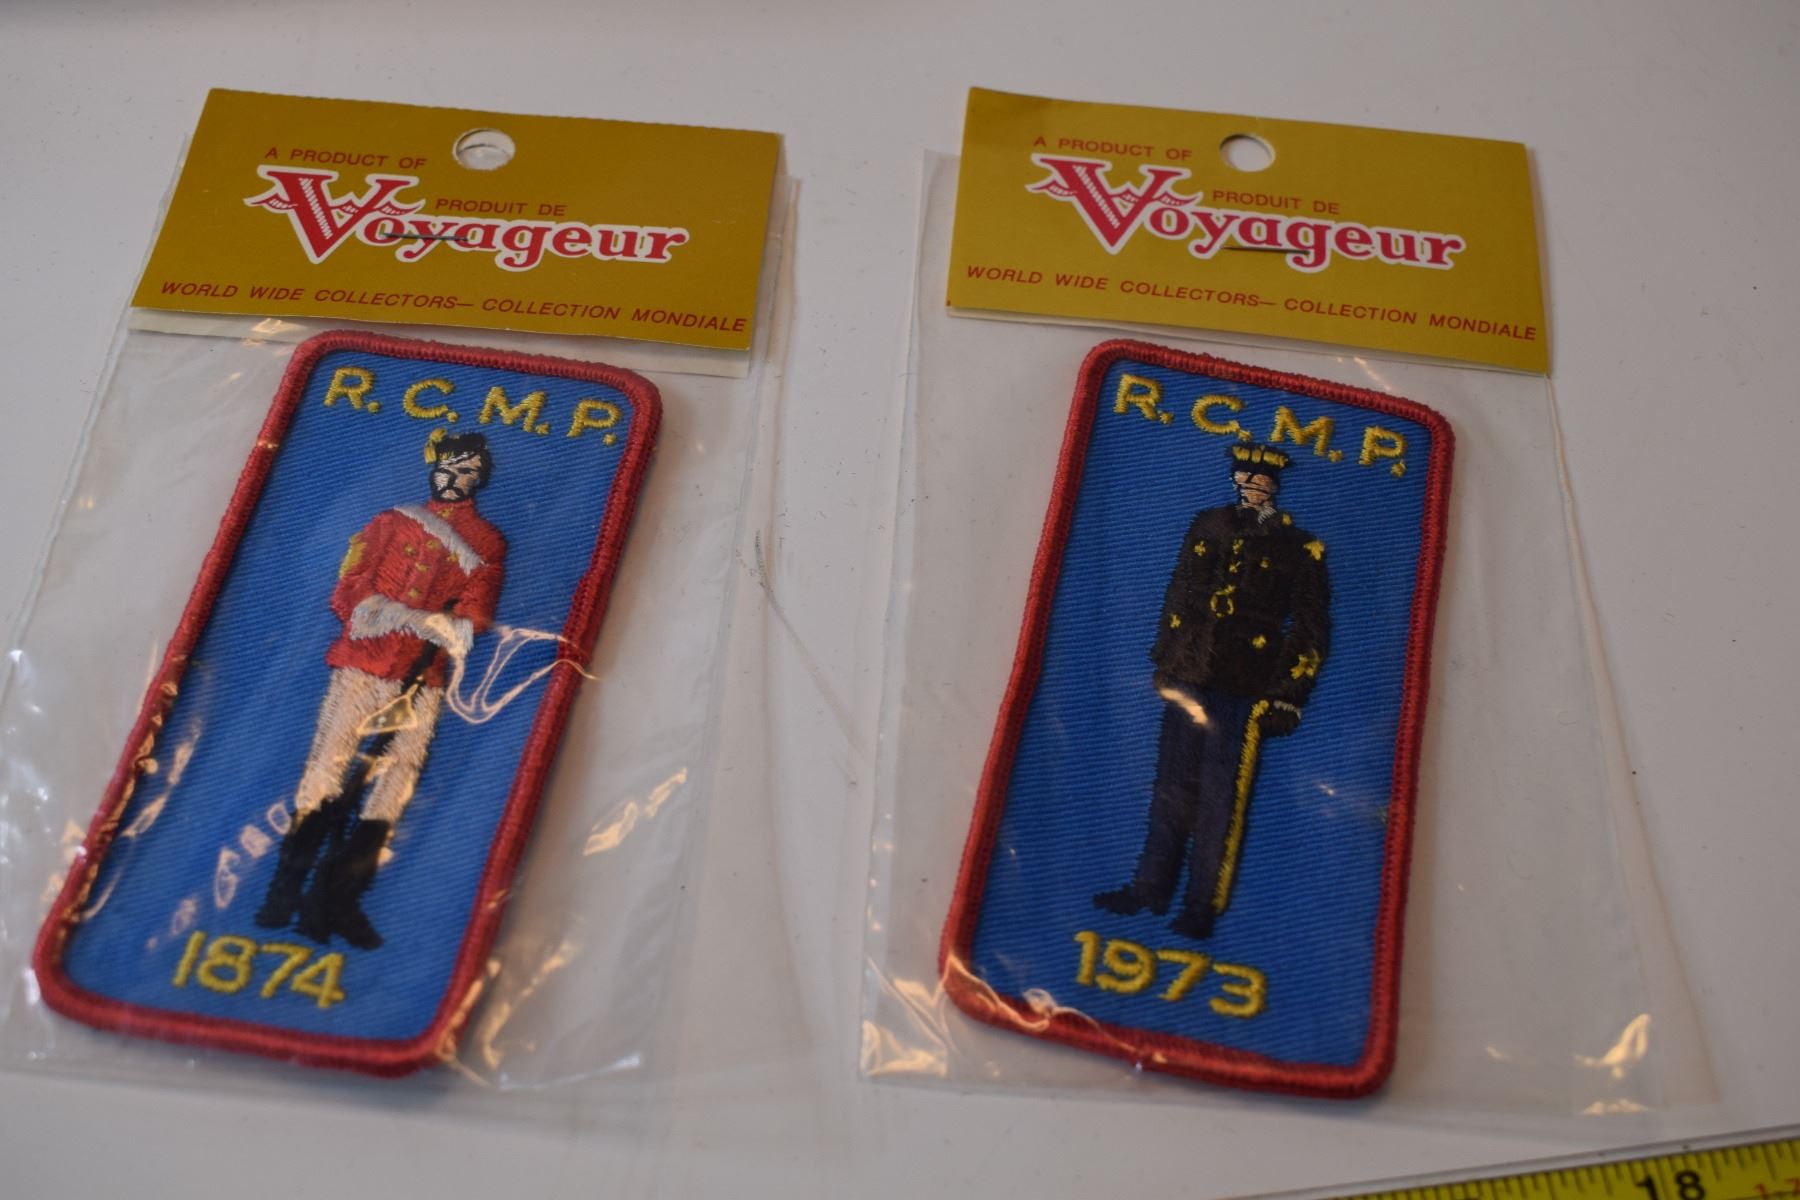 A PRODUCT OF
PRODUIT DE
Voyageur
WORLD WIDE COLLECTORS— COLLECTION MONDIALE
R. C. M. P.
1874
A PRODUCT OF
PRODUIT DE
Voyageur
WORLD WIDE COLLECTORS— COLLECTION MONDIALE
R. C. M. P.
1973
18